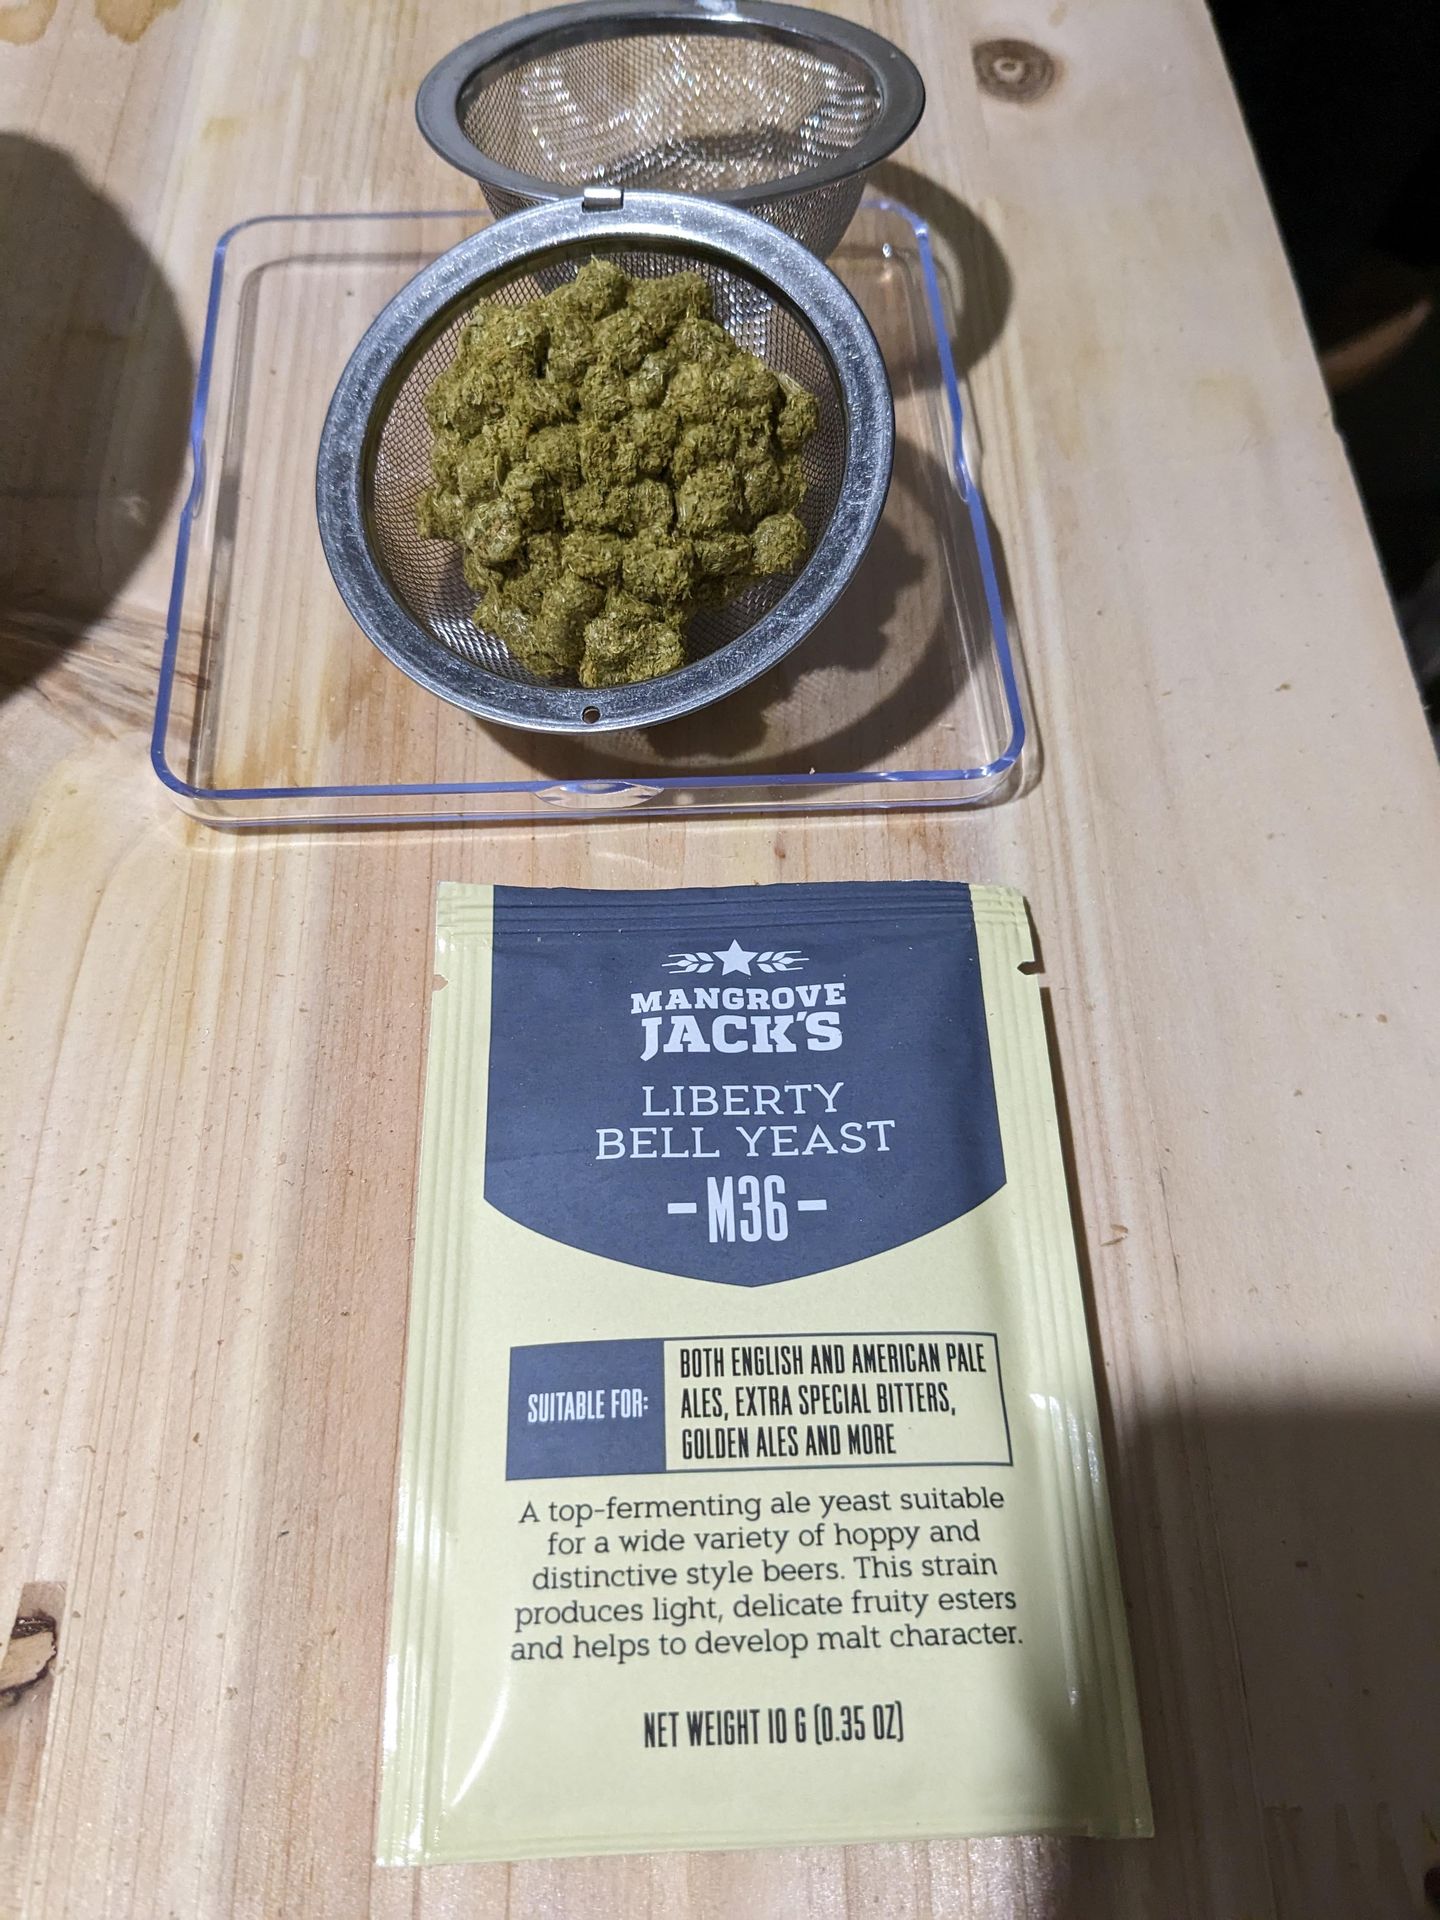 MANGROVE
JACK'S
LIBERTY
BELL YEAST
-M36-
SUITABLE FOR:
BOTH ENGLISH AND AMERICAN PALE
ALES, EXTRA SPECIAL BITTERS,
GOLDEN ALES AND MORE
A top-fermenting ale yeast suitable
for a wide variety of hoppy and
distinctive style beers. This strain
produces light, delicate fruity esters
and helps to develop malt character.
NET WEIGHT 10 G (0.35 OZ)